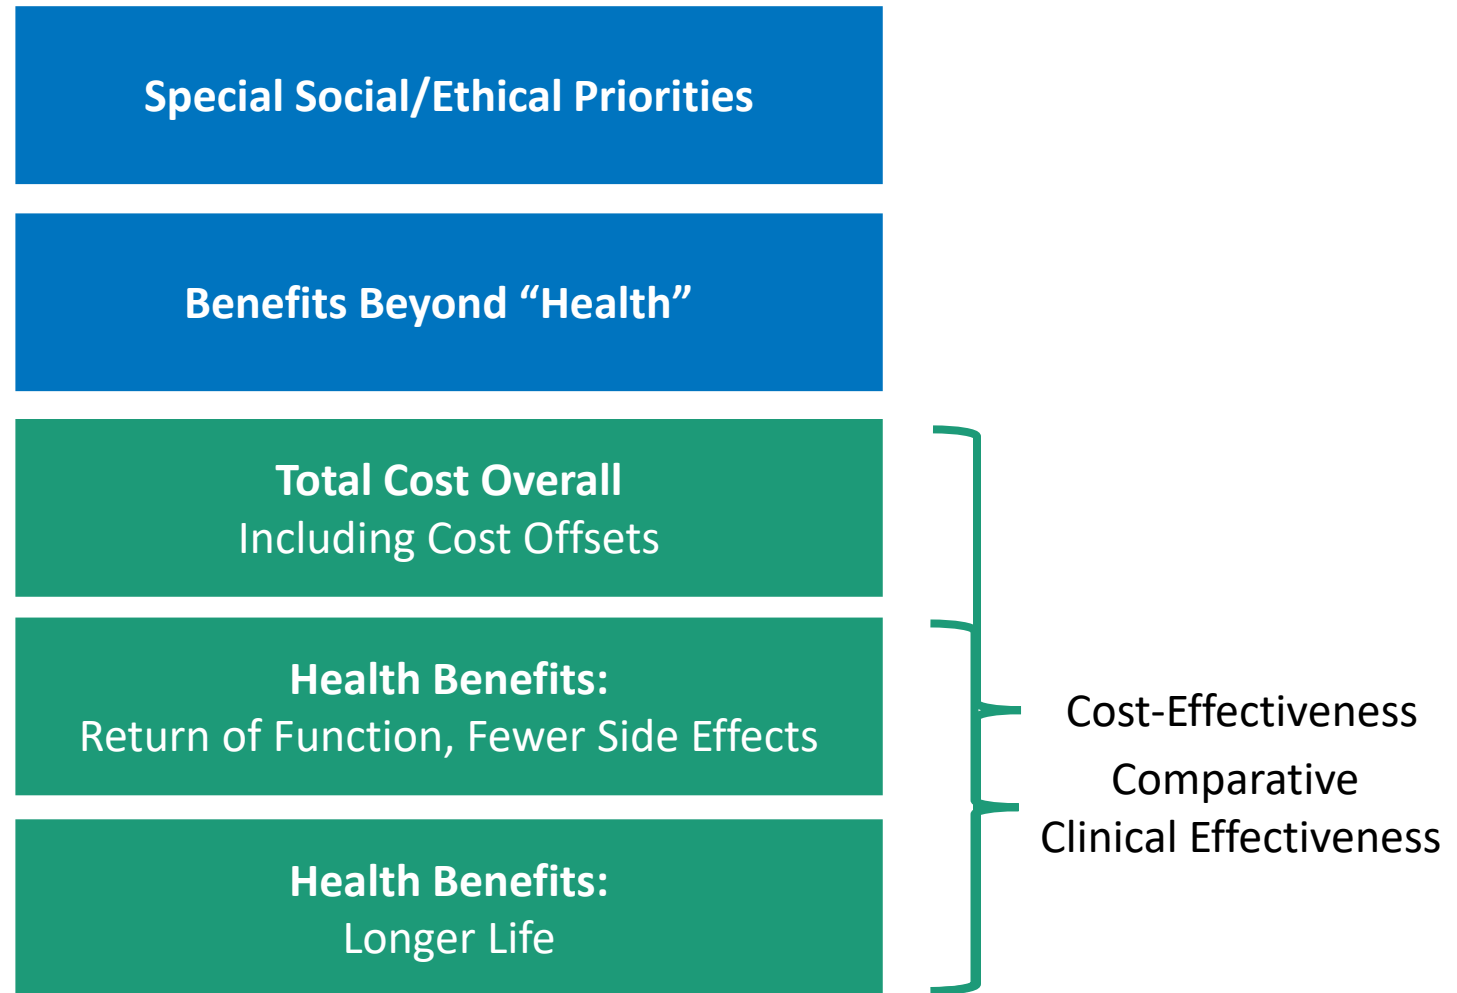 Special Social/Ethical Priorities
Benefits Beyond “Health”
Total Cost Overall
Including Cost Offsets
Health Benefits:
Return of Function, Fewer Side Effects
Health Benefits:
Longer Life
Cost-Effectiveness
Comparative
Clinical Effectiveness